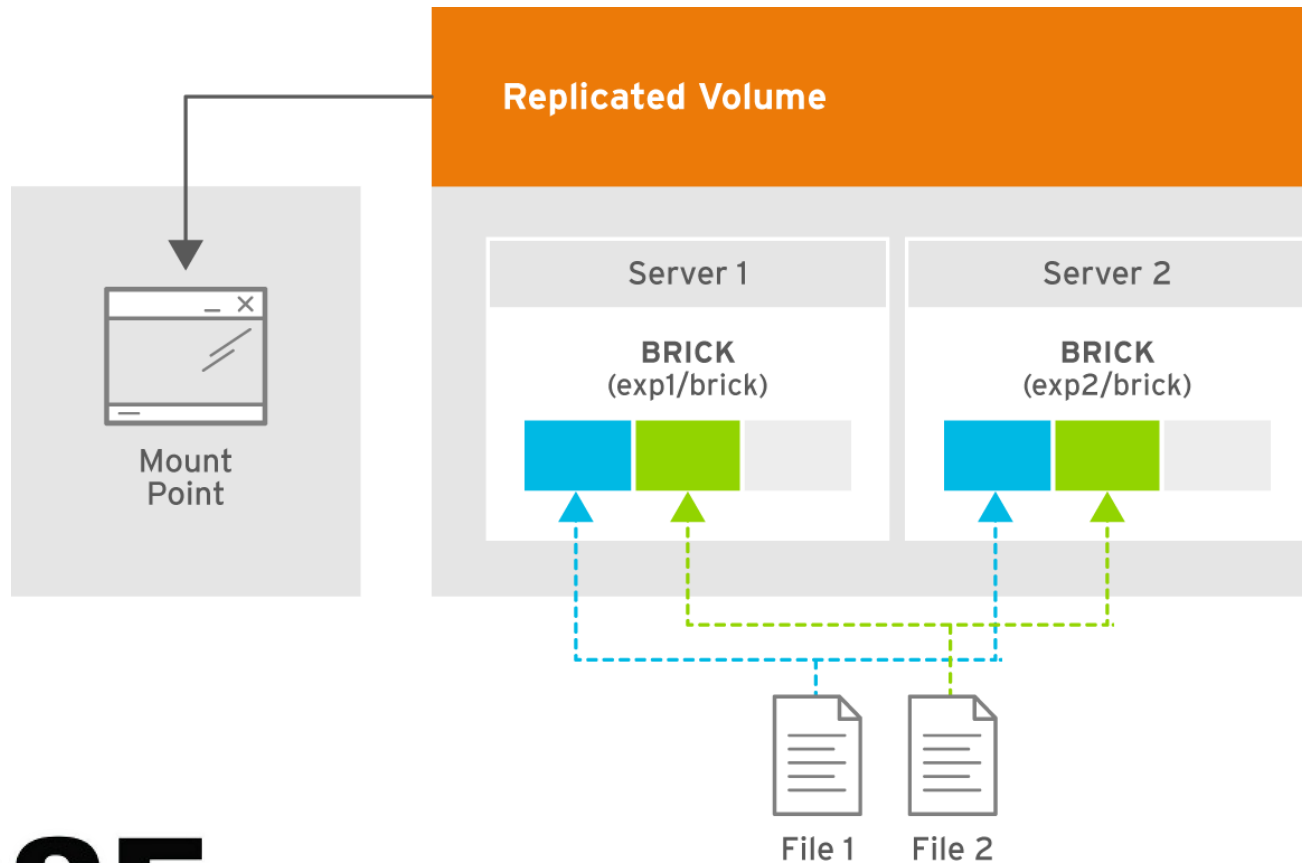 Replicated Volume
Server 1
Server 2
BRICK
(exp1/brick)
BRICK
(exp2/brick)
Mount
Point
File 1
File 2